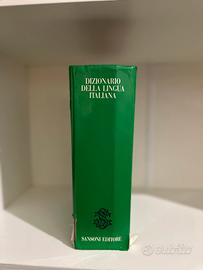 DIZIONARIO
DELLA LINGUA
ITALIANA
SANSONI EDITORE
subito